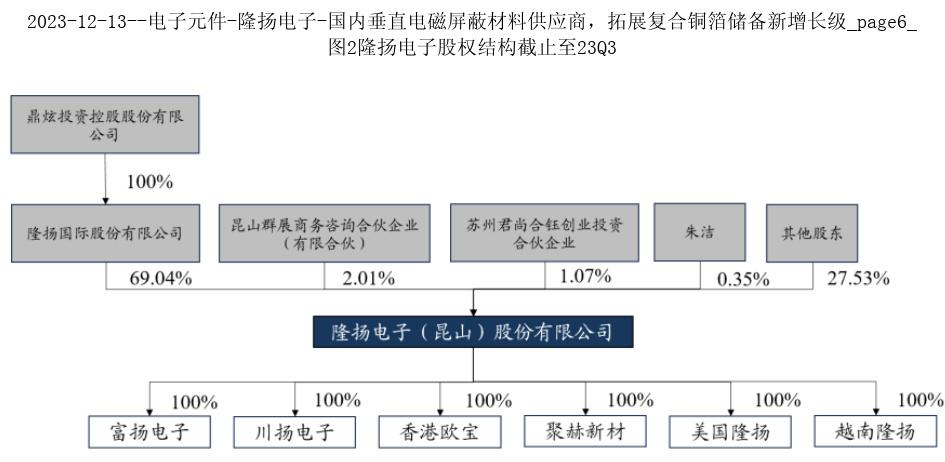 2023-12-13--电子元件-隆扬电子-国内垂直电磁屏蔽材料供应商，拓展复合铜箔储备新增长级_page6_
图2隆扬电子股权结构截止至23Q3
鼎炫投资控股股份有限
公司
100%
隆扬国际股份有限公司
昆山群展商务咨询合伙企业
（有限合伙）
苏州君尚合钰创业投资
合伙企业
朱洁
其他股东
69.04%
2.01%
1.07%
0.35%
27.53%
隆扬电子（昆山）股份有限公司
100%
100%
100%
100%
100%
100%
富扬电子
川扬电子
香港欧宝
聚赫新材
美国隆扬
越南隆扬